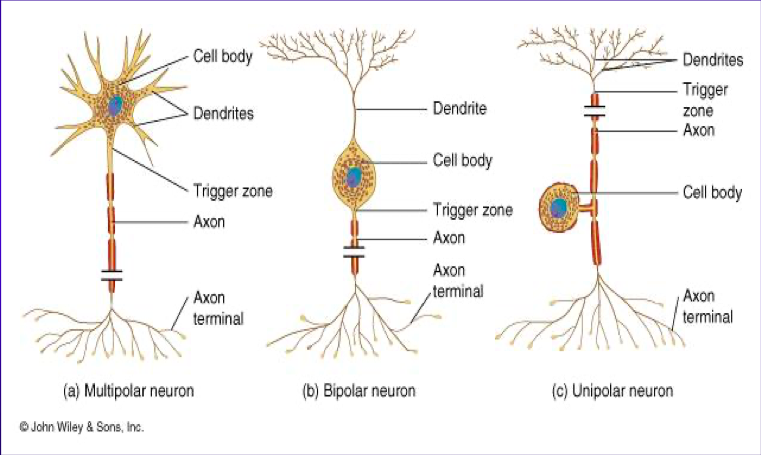 Cell body
Dendrites
Trigger zone
Axon
Axon
terminal
(a) Multipolar neuron
Dendrite
Cell body
Trigger zone
Axon
Axon
terminal
(b) Bipolar neuron
Dendrites
Trigger
zone
Axon
Cell body
Axon
terminal
(c) Unipolar neuron
© John Wiley & Sons, Inc.